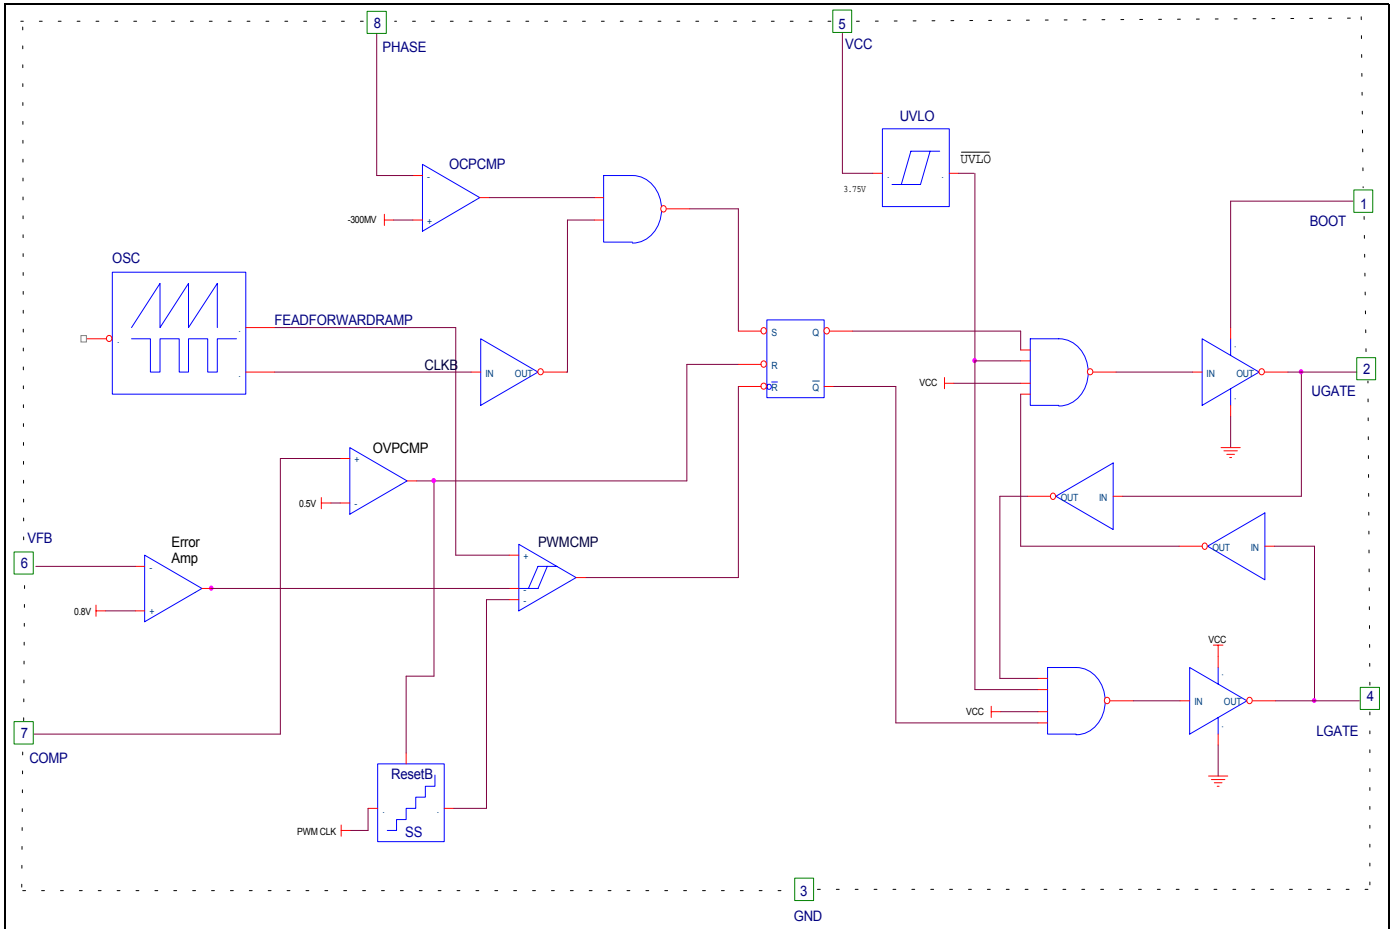 8
PHASE
5
VCC
UVLO
UVLO
3.75V
OCPCMP
-
+
-300MV
1
BOOT
OSC
FEADFORWARDRAMP
CLKB
IN
OUT
S
Q
R
R
Q
VCC
IN
OUT
2
UGATE
OVPCMP
+
-
0.5V
OUT
IN
OUT
IN
VFB
6
Error
Amp
-
+
0.8V
PWMCMP
+
-
-
VCC
VCC
IN
OUT
4
LGATE
7
COMP
ResetB
SS
PWM CLK
3
GND